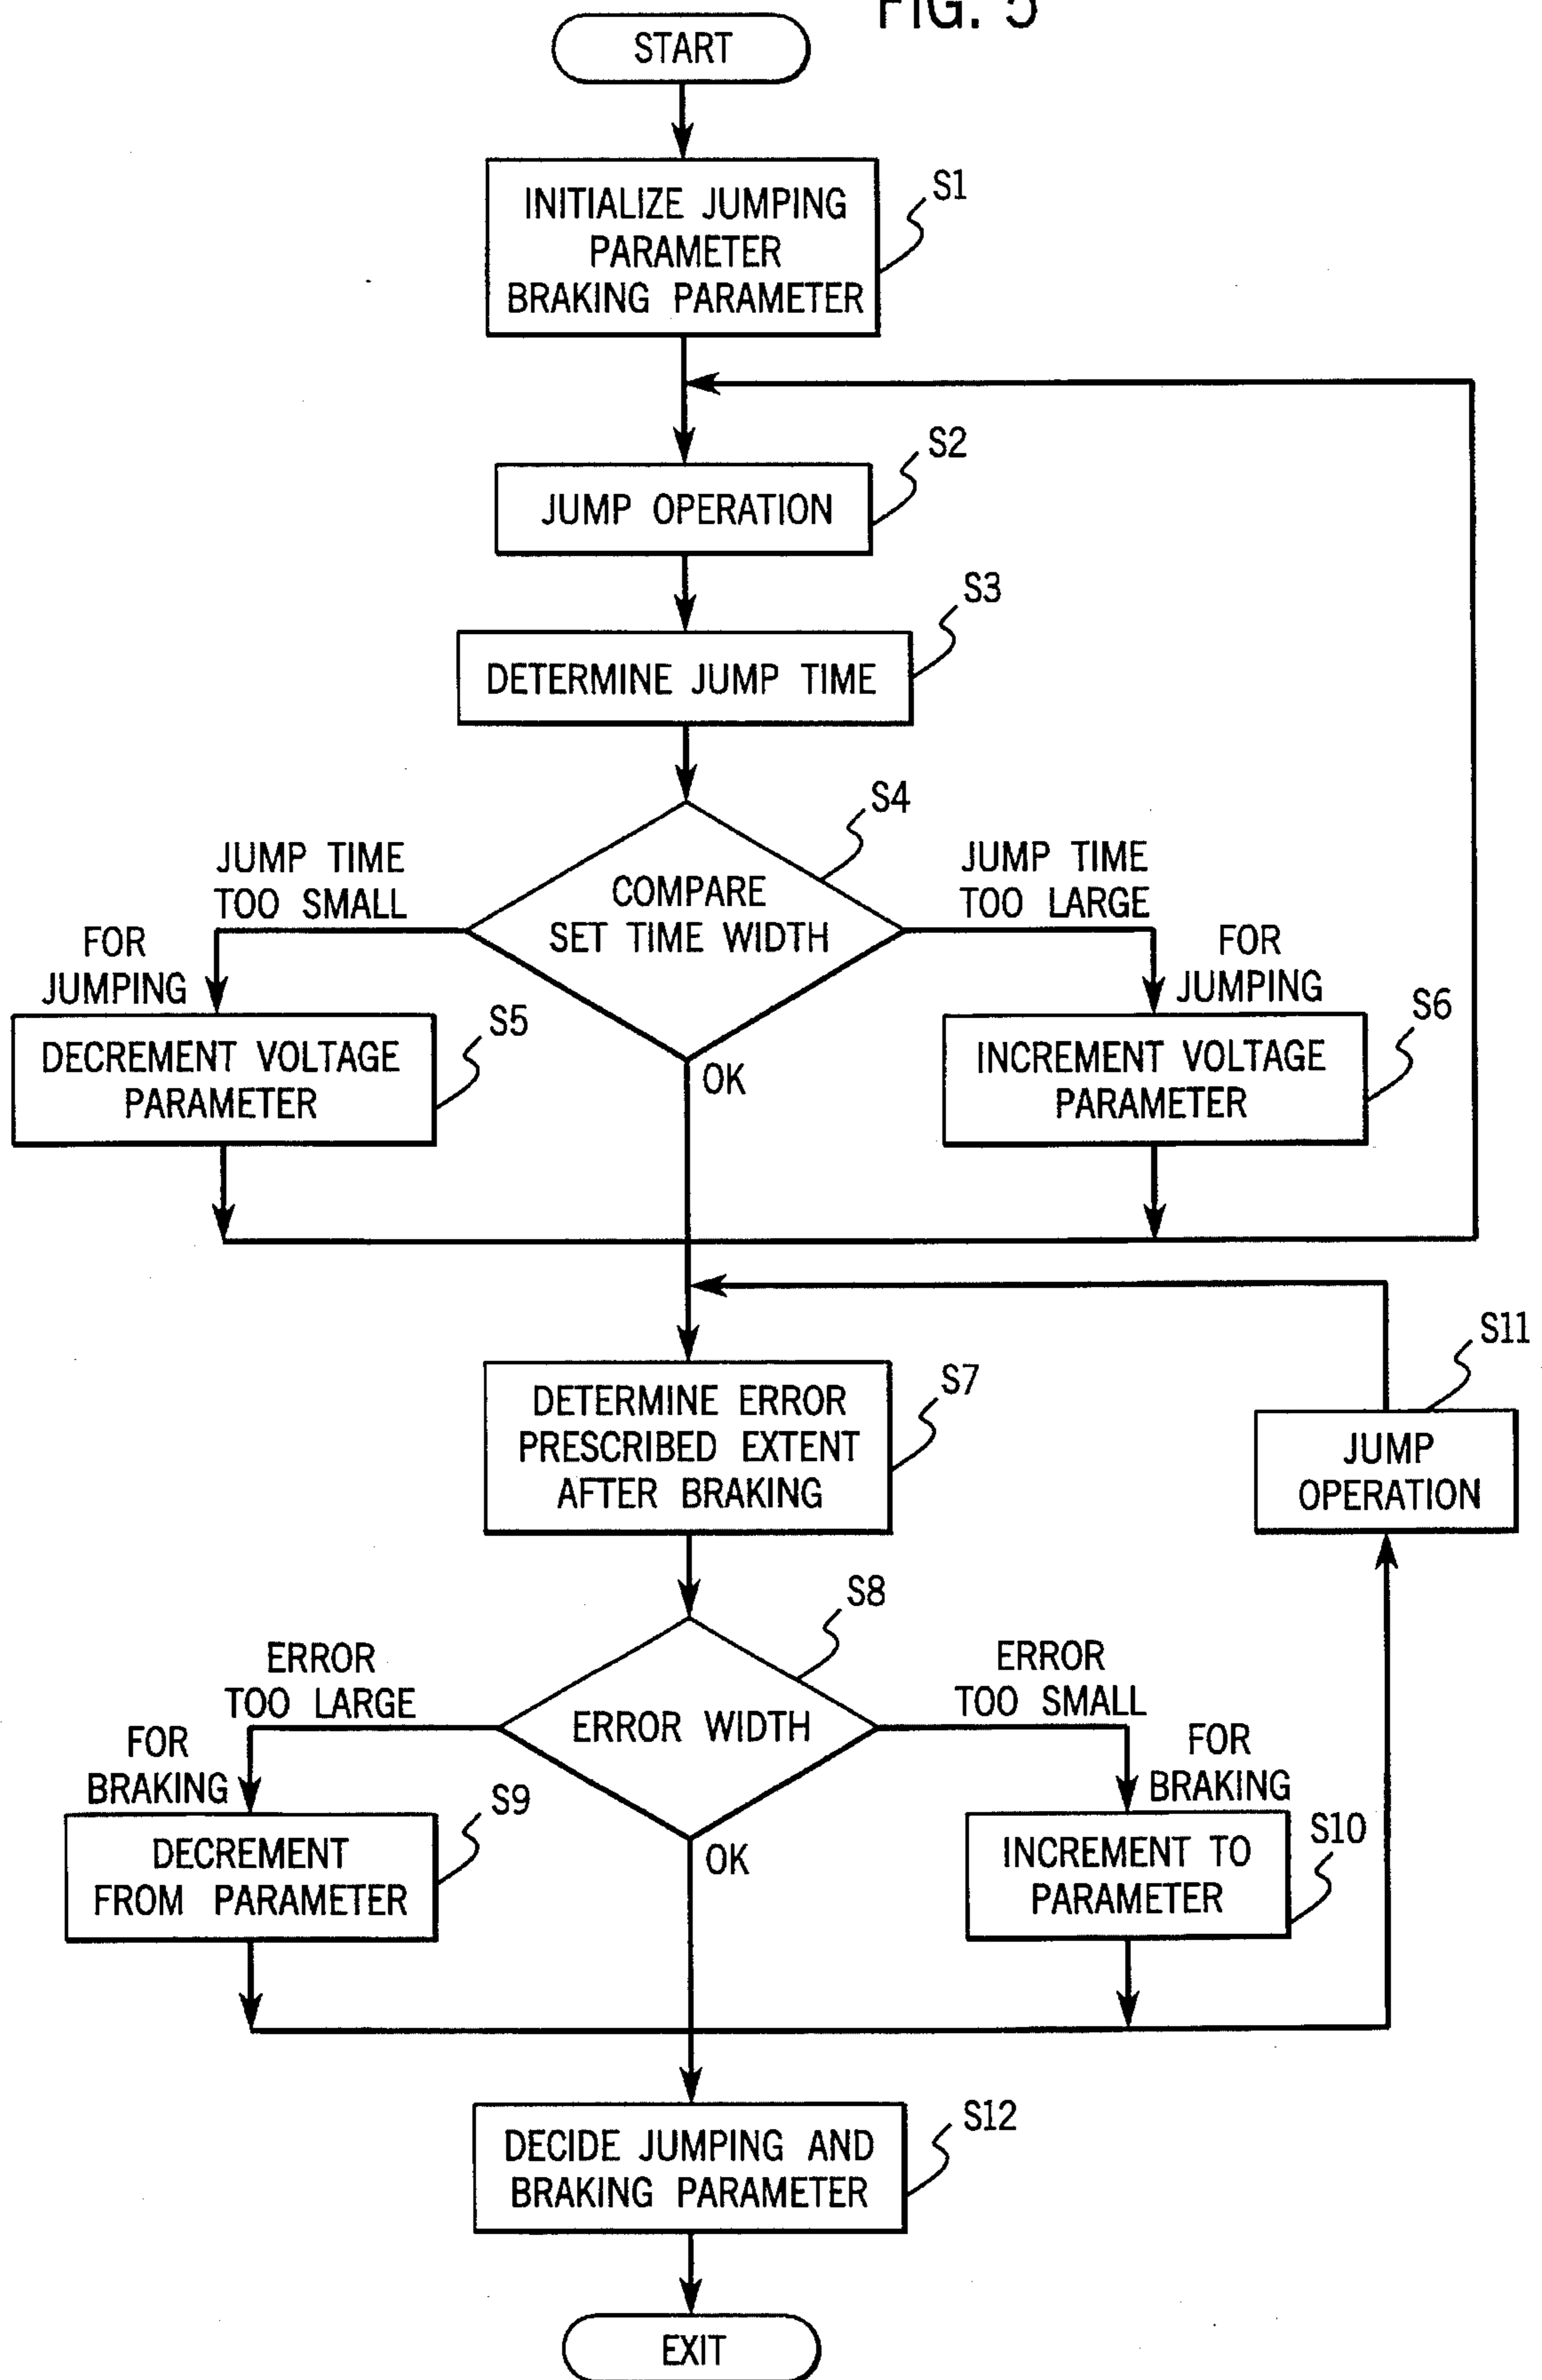 FIG. 5
START
INITIALIZE JUMPING
PARAMETER
BRAKING PARAMETER
S1
S2
JUMP OPERATION
S3
DETERMINE JUMP TIME
S4
JUMP TIME
TOO SMALL
COMPARE
SET TIME WIDTH
JUMP TIME
TOO LARGE
FOR
JUMPING
FOR
JUMPING
DECREMENT VOLTAGE
PARAMETER
S5
OK
INCREMENT VOLTAGE
PARAMETER
S6
DETERMINE ERROR
PRESCRIBED EXTENT
AFTER BRAKING
S7
S11
JUMP
OPERATION
S8
ERROR
TOO LARGE
ERROR WIDTH
ERROR
TOO SMALL
FOR
BRAKING
FOR
BRAKING
DECREMENT
FROM PARAMETER
S9
OK
INCREMENT TO
PARAMETER
S10
DECIDE JUMPING AND
BRAKING PARAMETER
S12
EXIT